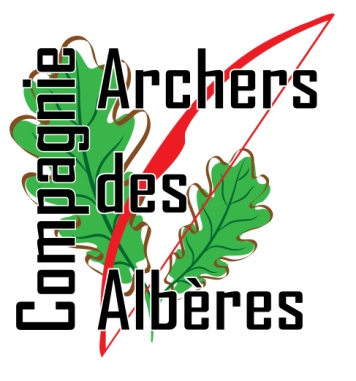 Compagnie
Archers
des
Albères